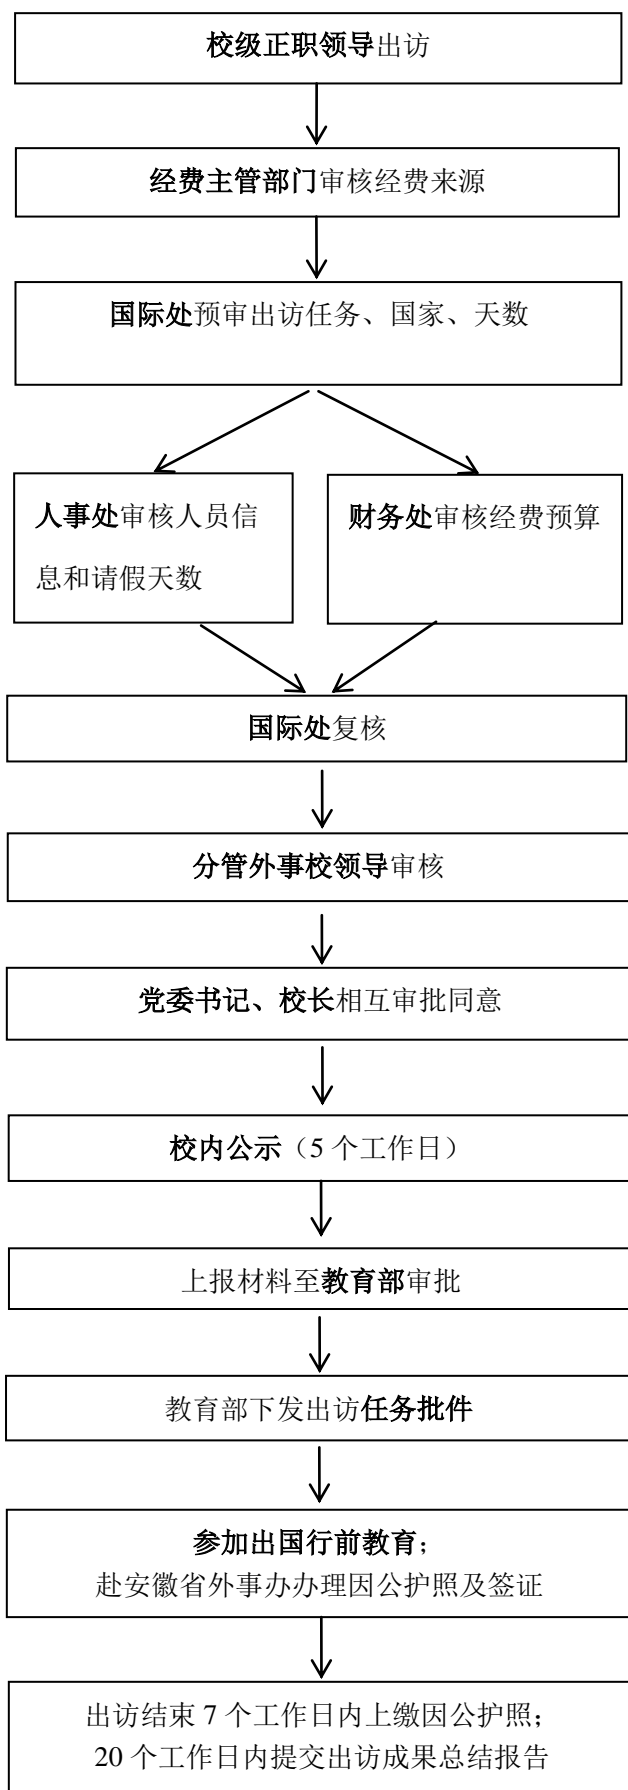 校级正职领导出访
经费主管部门审核经费来源
国际处预审出访任务、国家、天数
人事处审核人员信
息和请假天数
财务处审核经费预算
国际处复核
分管外事校领导审核
党委书记、校长相互审批同意
校内公示（5 个工作日）
上报材料至教育部审批
教育部下发出访任务批件
参加出国行前教育；
赴安徽省外事办办理因公护照及签证
出访结束 7 个工作日内上缴因公护照；
20 个工作日内提交出访成果总结报告